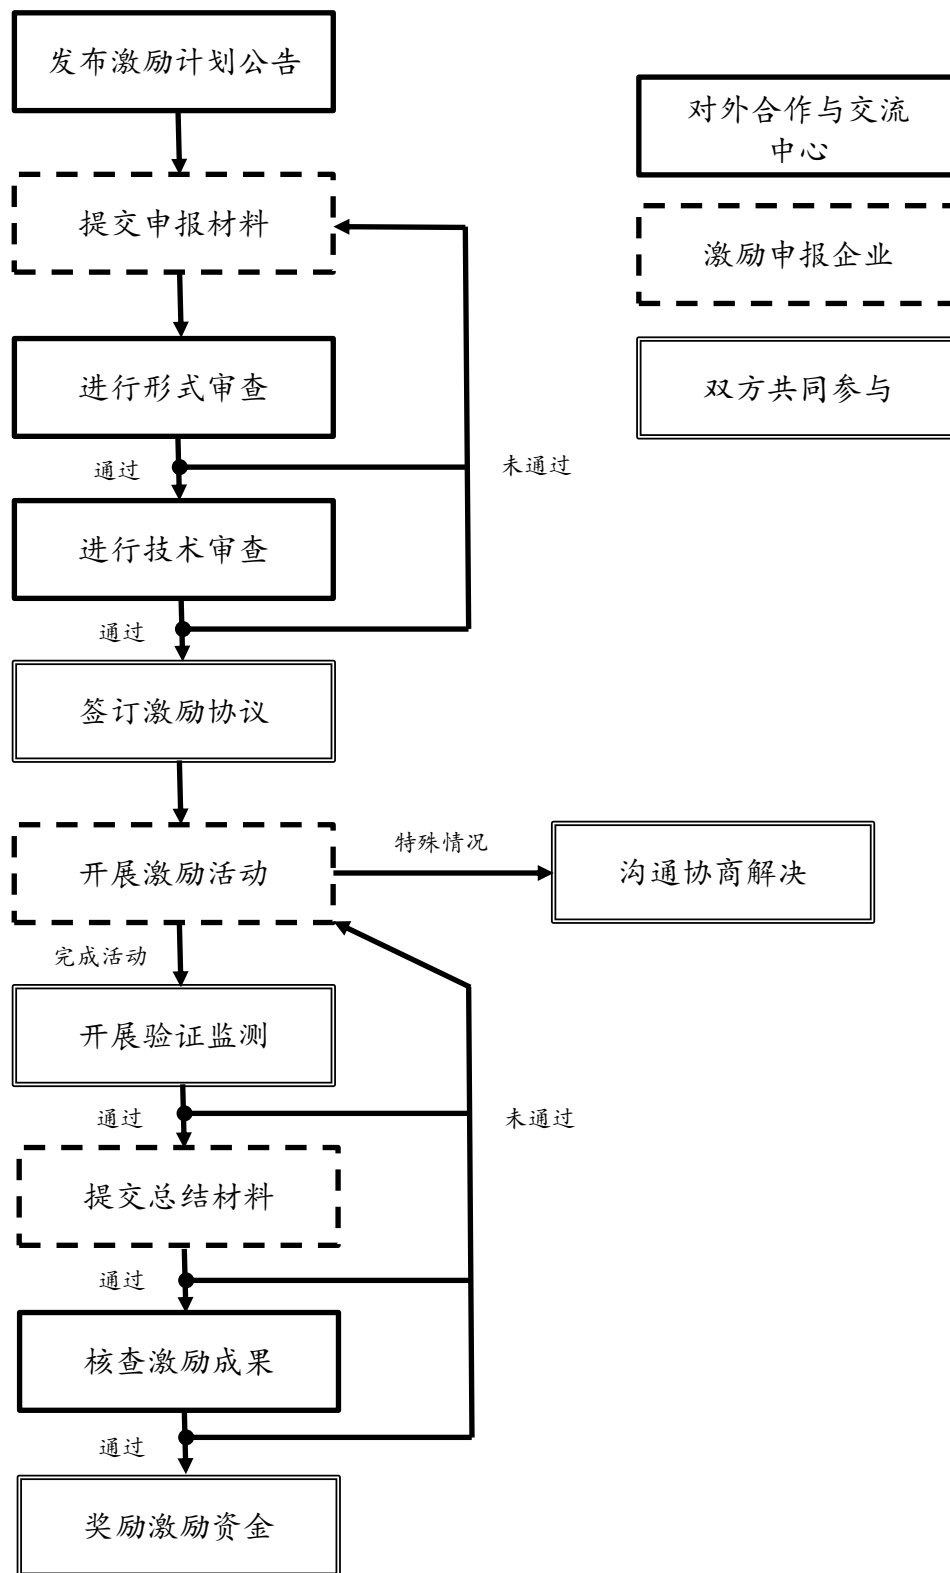 发布激励计划公告
对外合作与交流
中心
提交申报材料
激励申报企业
进行形式审查
双方共同参与
通过
未通过
进行技术审查
通过
签订激励协议
特殊情况
开展激励活动
沟通协商解决
完成活动
开展验证监测
通过
未通过
提交总结材料
通过
核查激励成果
通过
奖励激励资金